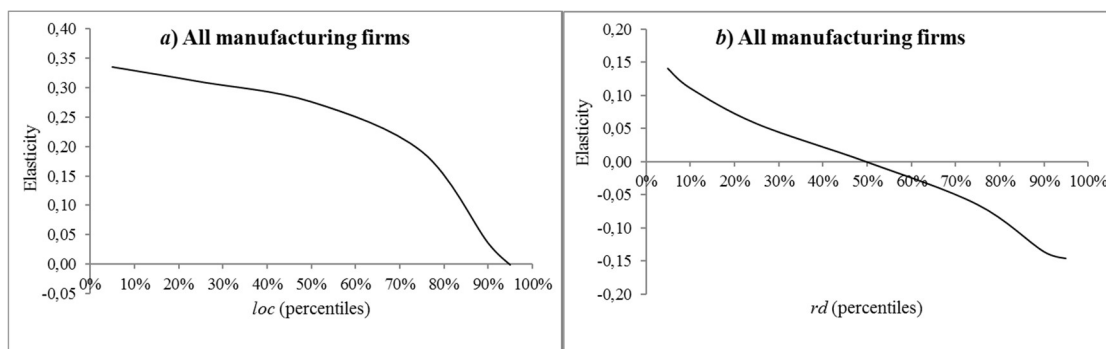 a) All manufacturing firms
0,40
0,35
0,30
0,25
0,20
0,15
0,10
0,05
0,00
-0,05
Elasticity
0% 10% 20% 30% 40% 50% 60% 70% 80% 90% 100%
loc (percentiles)
b) All manufacturing firms
0,20
0,15
0,10
0,05
0,00
-0,05
-0,10
-0,15
-0,20
Elasticity
0% 10% 20% 30% 40% 50% 60% 70% 80% 90% 100%
rd (percentiles)